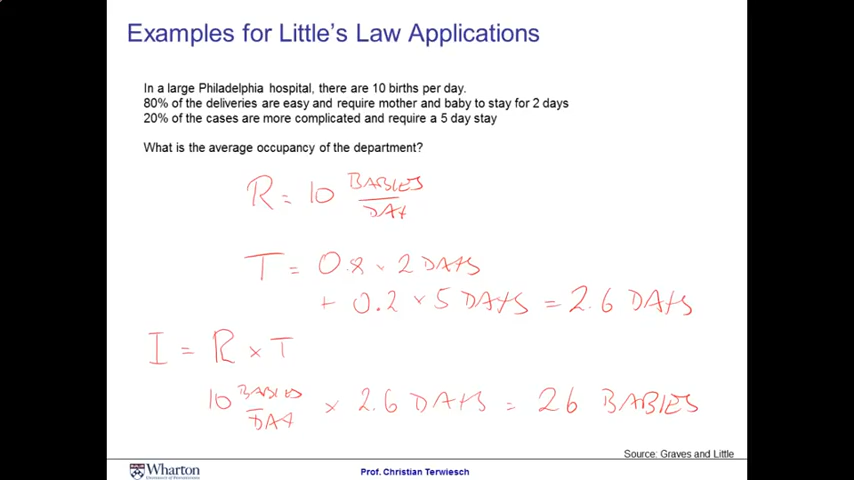 Examples for Little's Law Applications
In a large Philadelphia hospital, there are 10 births per day.
80% of the deliveries are easy and require mother and baby to stay for 2 days
20% of the cases are more complicated and require a 5 day stay
What is the average occupancy of the department?
R = 10 BABIES
DAY
T = 0.8 × 2 DAYS
+ 0.2 × 5 DAYS = 2.6 DAYS
I = R × T
10 BABIES × 2.6 DAYS = 26 BABIES
DAY
Source: Graves and Little
Wharton
Prof. Christian Terwiesch